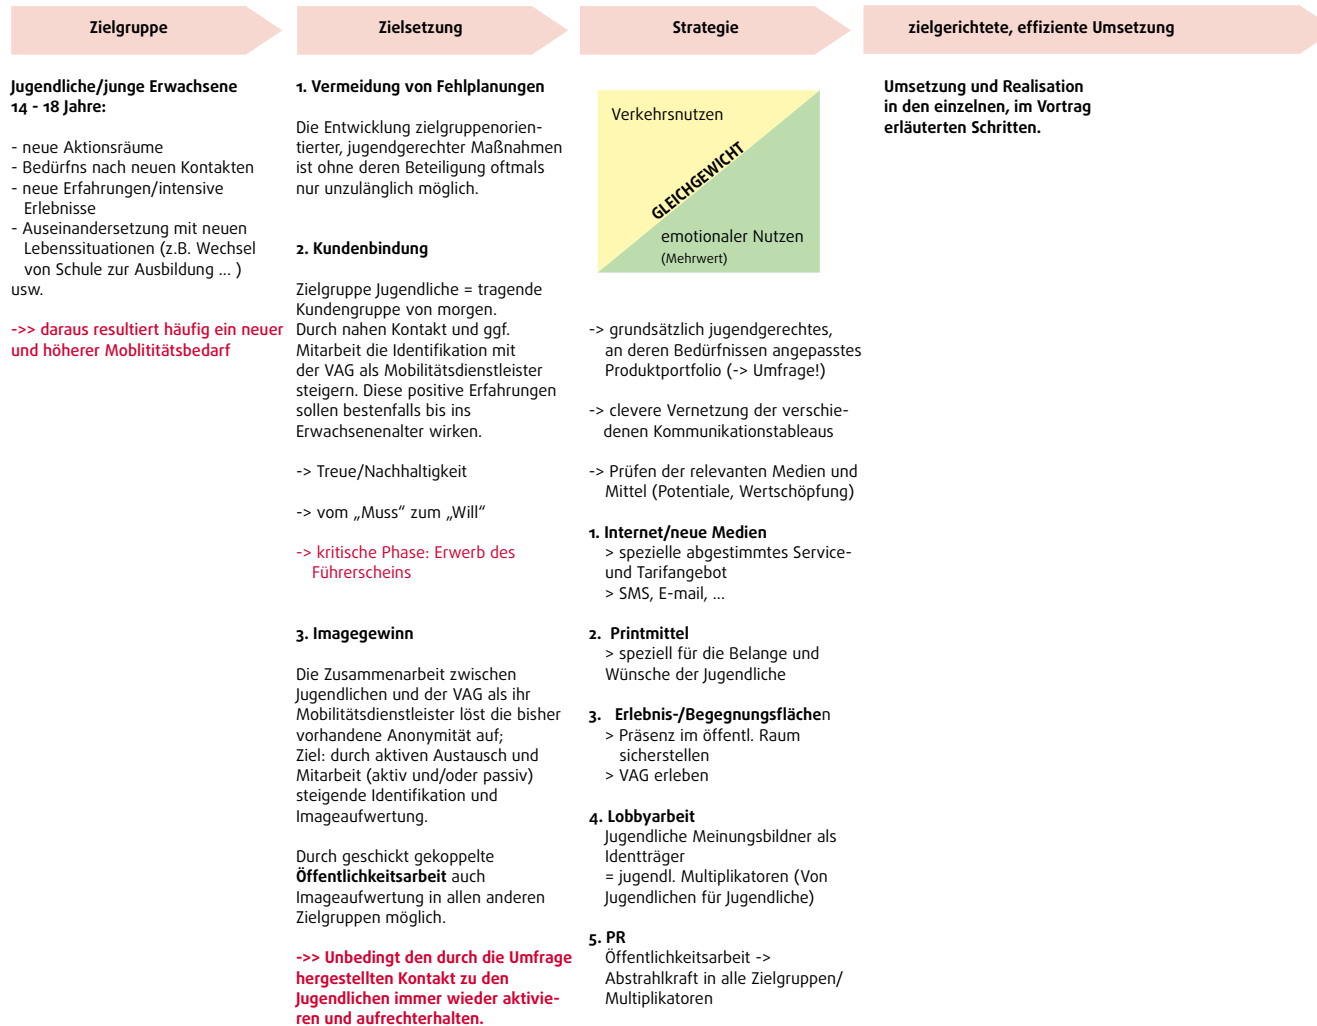 Zielgruppe
Zielsetzung
Strategie
zielgerichtete, effiziente Umsetzung
Jugendliche/junge Erwachsene
14 - 18 Jahre:
- neue Aktionsräume
- Bedürfns nach neuen Kontakten
- neue Erfahrungen/intensive
Erlebnisse
- Auseinandersetzung mit neuen
Lebenssituationen (z.B. Wechsel
von Schule zur Ausbildung ... )
usw.
->> daraus resultiert häufig ein neuer
und höherer Moblititätsbedarf
1. Vermeidung von Fehlplanungen
Die Entwicklung zielgruppenorien-
tierter, jugendgerechter Maßnahmen
ist ohne deren Beteiligung oftmals
nur unzulänglich möglich.
2. Kundenbindung
Zielgruppe Jugendliche = tragende
Kundengruppe von morgen.
Durch nahen Kontakt und ggf.
Mitarbeit die Identifikation mit
der VAG als Mobilitätsdienstleister
steigern. Diese positive Erfahrungen
sollen bestenfalls bis ins
Erwachsenenalter wirken.
-> Treue/Nachhaltigkeit
-> vom „Muss“ zum „Will“
-> kritische Phase: Erwerb des
Führerscheins
3. Imagegewinn
Die Zusammenarbeit zwischen
Jugendlichen und der VAG als ihr
Mobilitätsdienstleister löst die bisher
vorhandene Anonymität auf;
Ziel: durch aktiven Austausch und
Mitarbeit (aktiv und/oder passiv)
steigende Identifikation und
Imageaufwertung.
Durch geschickt gekoppelte
Öffentlichkeitsarbeit auch
Imageaufwertung in allen anderen
Zielgruppen möglich.
->> Unbedingt den durch die Umfrage
hergestellten Kontakt zu den
Jugendlichen immer wieder aktivie-
ren und aufrechterhalten.
Verkehrsnutzen
GLEICHGEWICHT
emotionaler Nutzen
(Mehrwert)
-> grundsätzlich jugendgerechtes,
an deren Bedürfnissen angepasstes
Produktportfolio (-> Umfrage!)
-> clevere Vernetzung der verschie-
denen Kommunikationstableaus
-> Prüfen der relevanten Medien und
Mittel (Potentiale, Wertschöpfung)
1. Internet/neue Medien
> spezielle abgestimmtes Service-
und Tarifangebot
> SMS, E-mail, ...
2. Printmittel
> speziell für die Belange und
Wünsche der Jugendliche
3. Erlebnis-/Begegnungsflächen
> Präsenz im öffentl. Raum
sicherstellen
> VAG erleben
4. Lobbyarbeit
Jugendliche Meinungsbildner als
Identträger
= jugendl. Multiplikatoren (Von
Jugendlichen für Jugendliche)
5. PR
Öffentlichkeitsarbeit ->
Abstrahlkraft in alle Zielgruppen/
Multiplikatoren
Umsetzung und Realisation
in den einzelnen, im Vortrag
erläuterten Schritten.